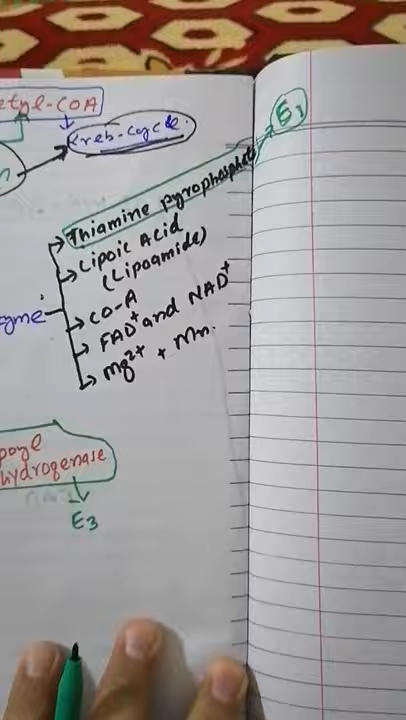 etyl-COA
Kreb-cycle
E1
Thiamine pyrophosphate
Lipoic Acid
(Lipoamide)
CO-A
zyme
FAD+ and NAD+
Mg2+ + Mn.
poyl
hydrogenase
E3